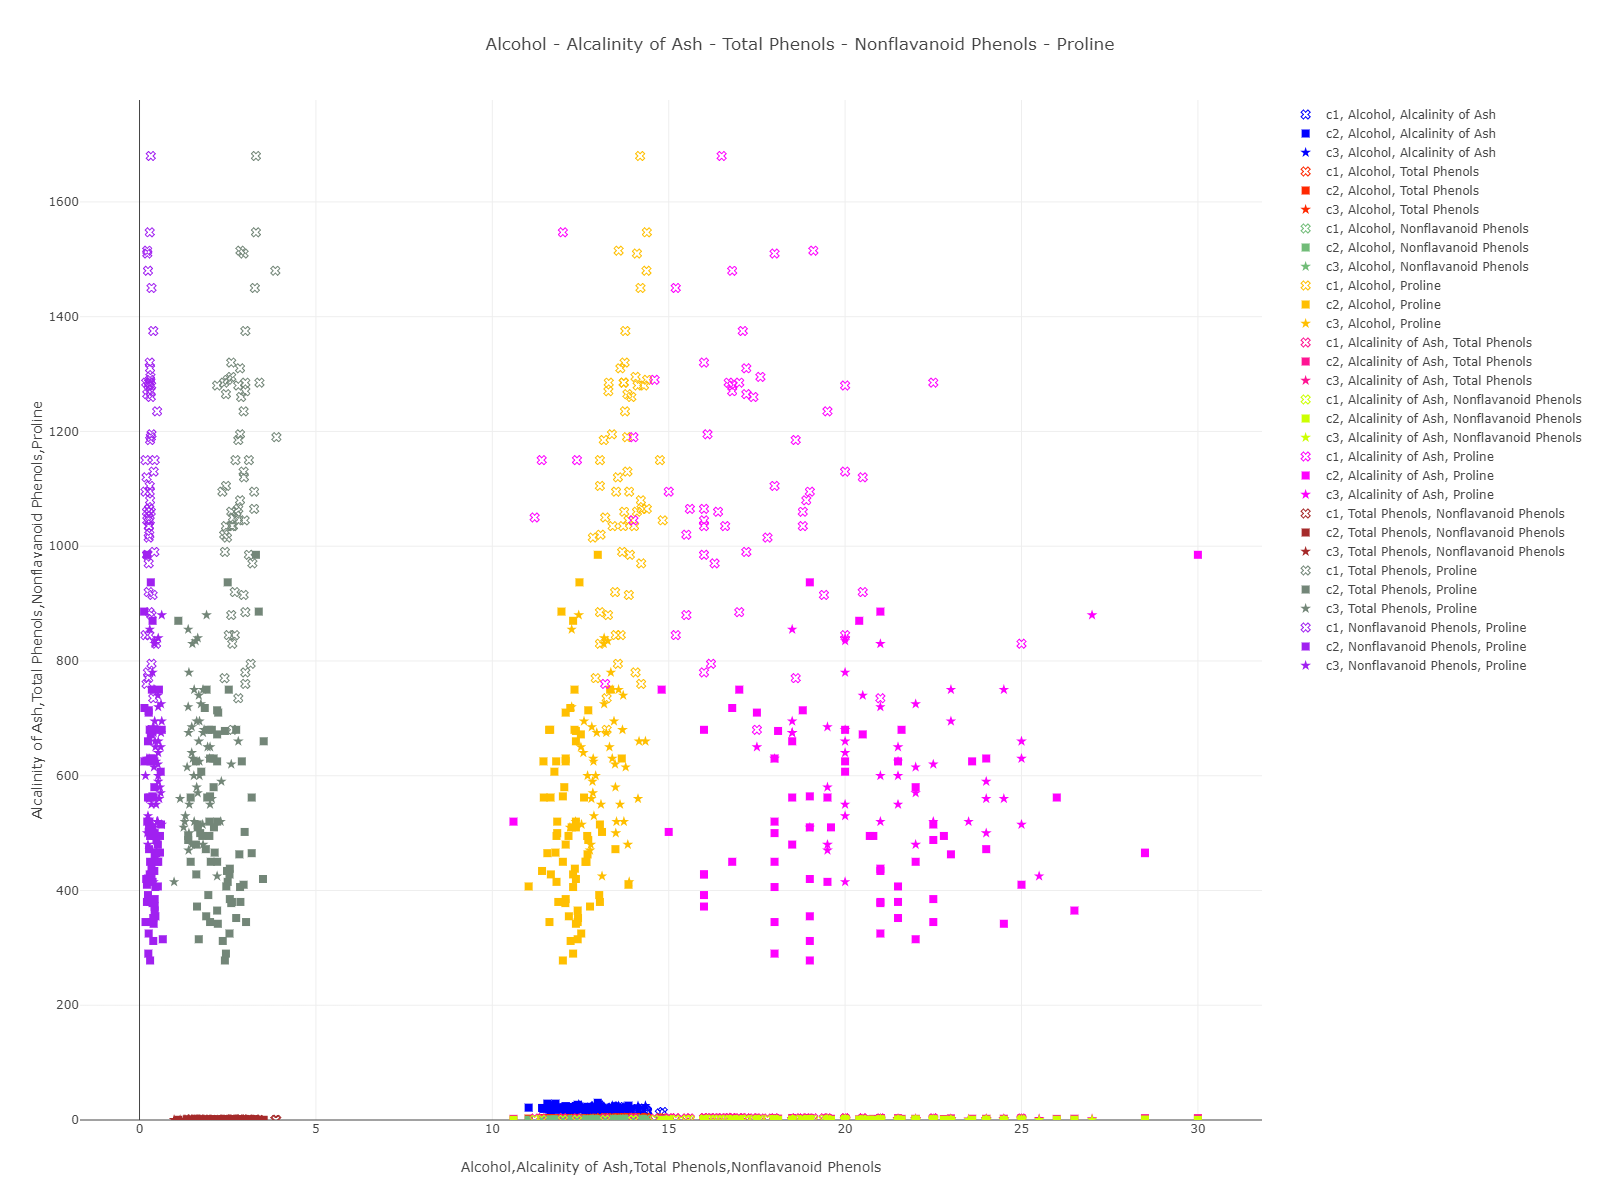 Alcohol - Alcalinity of Ash - Total Phenols - Nonflavanoid Phenols - Proline
Alcalinity of Ash,Total Phenols,Nonflavanoid Phenols,Proline
1600
1400
1200
1000
800
600
400
200
0
0 5 10 15 20 25 30
Alcohol,Alcalinity of Ash,Total Phenols,Nonflavanoid Phenols
c1, Alcohol, Alcalinity of Ash
c2, Alcohol, Alcalinity of Ash
c3, Alcohol, Alcalinity of Ash
c1, Alcohol, Total Phenols
c2, Alcohol, Total Phenols
c3, Alcohol, Total Phenols
c1, Alcohol, Nonflavanoid Phenols
c2, Alcohol, Nonflavanoid Phenols
c3, Alcohol, Nonflavanoid Phenols
c1, Alcohol, Proline
c2, Alcohol, Proline
c3, Alcohol, Proline
c1, Alcalinity of Ash, Total Phenols
c2, Alcalinity of Ash, Total Phenols
c3, Alcalinity of Ash, Total Phenols
c1, Alcalinity of Ash, Nonflavanoid Phenols
c2, Alcalinity of Ash, Nonflavanoid Phenols
c3, Alcalinity of Ash, Nonflavanoid Phenols
c1, Alcalinity of Ash, Proline
c2, Alcalinity of Ash, Proline
c3, Alcalinity of Ash, Proline
c1, Total Phenols, Nonflavanoid Phenols
c2, Total Phenols, Nonflavanoid Phenols
c3, Total Phenols, Nonflavanoid Phenols
c1, Total Phenols, Proline
c2, Total Phenols, Proline
c3, Total Phenols, Proline
c1, Nonflavanoid Phenols, Proline
c2, Nonflavanoid Phenols, Proline
c3, Nonflavanoid Phenols, Proline